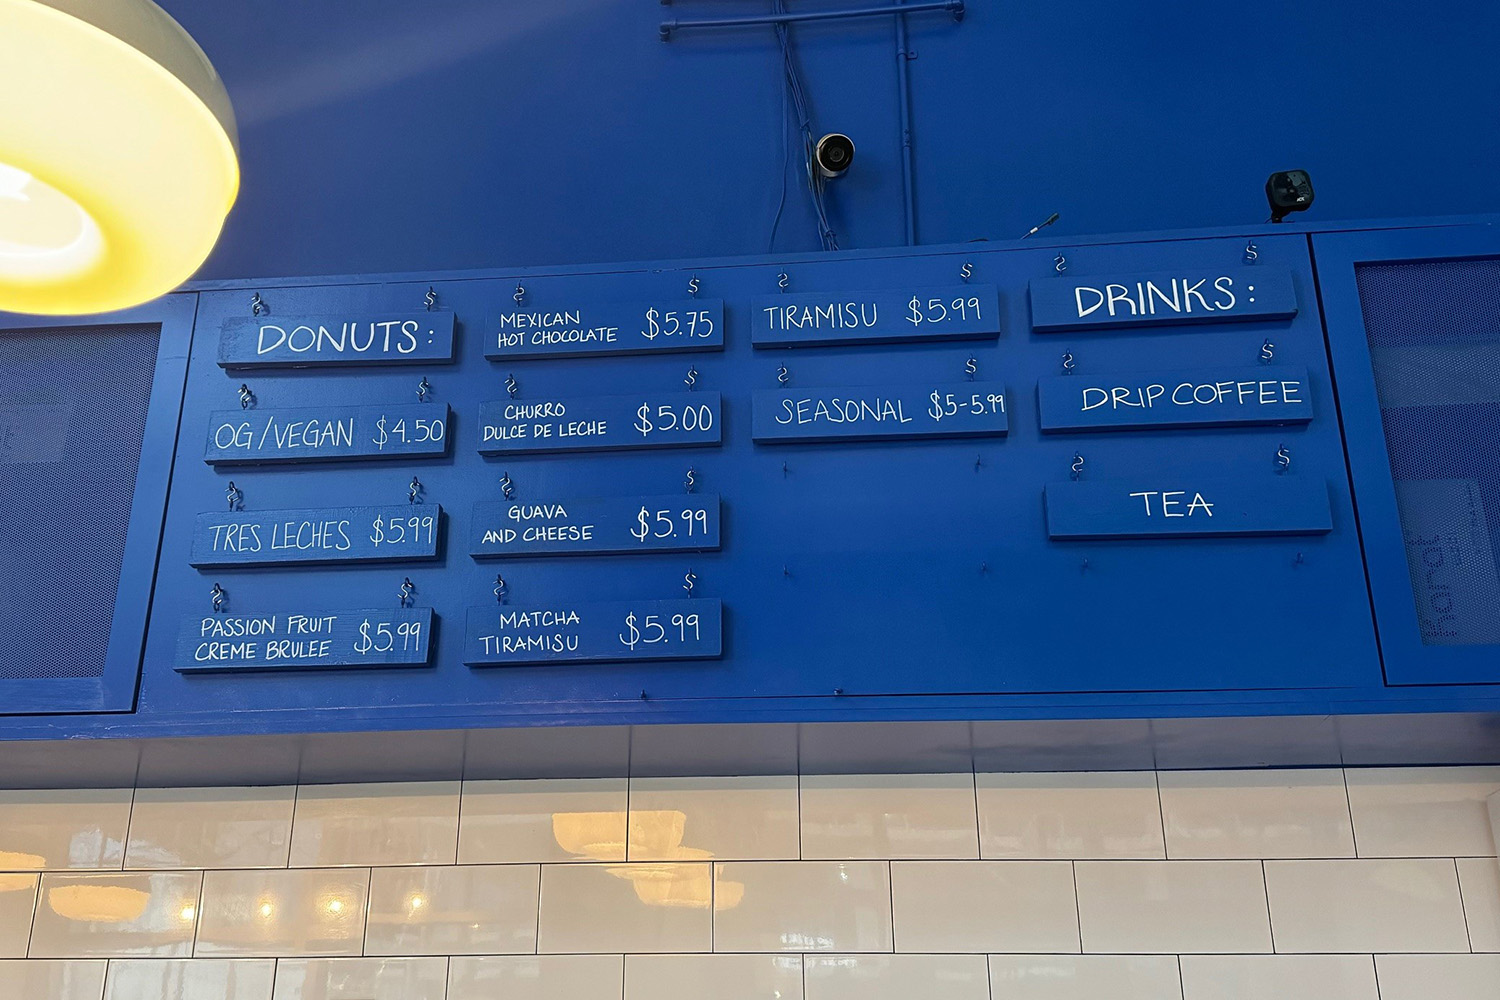 DONUTS:
OG/VEGAN $4.50
TRES LECHES $5.99
PASSION FRUIT
CREME BRULEE $5.99
MEXICAN
HOT CHOCOLATE $5.75
CHURRO
DULCE DE LECHE $5.00
GUAVA
AND CHEESE $5.99
MATCHA
TIRAMISU $5.99
TIRAMISU $5.99
SEASONAL $5-5.99
DRINKS:
DRIP COFFEE
TEA
Karat